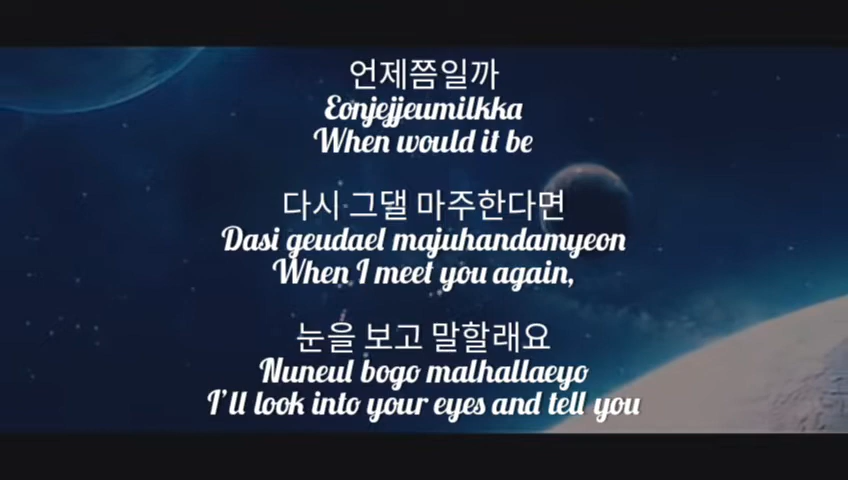 언제쯤일까
Eonjejjeumilkka
When would it be
다시 그댈 마주한다면
Dasi geudael majuhandamyeon
When I meet you again,
눈을 보고 말할래요
Nuneul bogo malhallaeyo
I'll look into your eyes and tell you